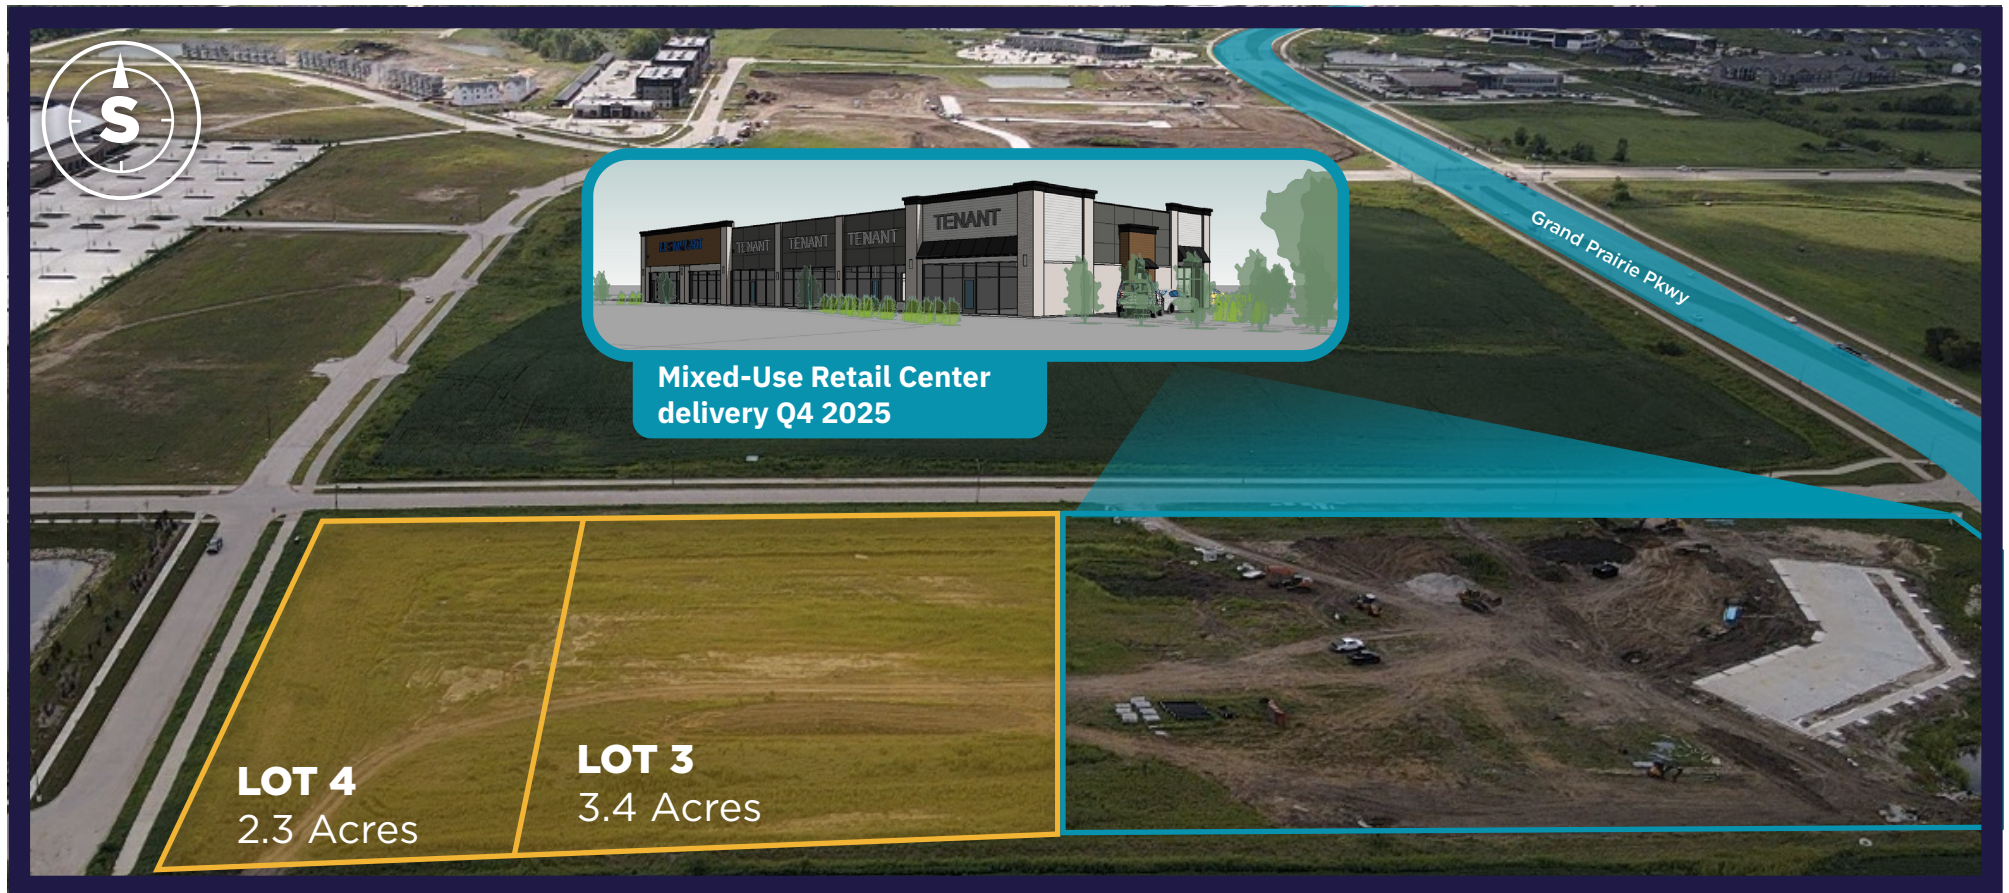 S
TENANT
TENANT
TENANT
TENANT
Grand Prairie Pkwy
Mixed-Use Retail Center
delivery Q4 2025
LOT 4
2.3 Acres
LOT 3
3.4 Acres